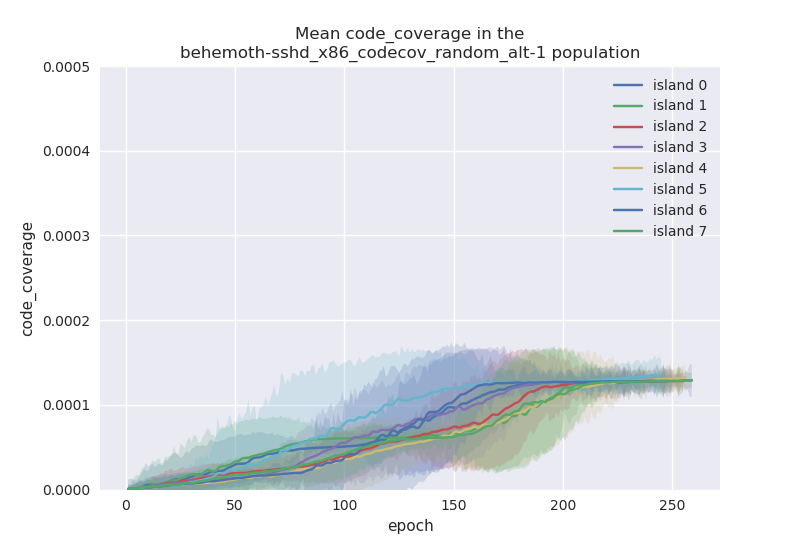 Mean code_coverage in the
behemoth-sshd_x86_codecov_random_alt-1 population
0.0005
0.0004
0.0003
0.0002
0.0001
0.0000
code_coverage
island 0
island 1
island 2
island 3
island 4
island 5
island 6
island 7
0 50 100 150 200 250
epoch